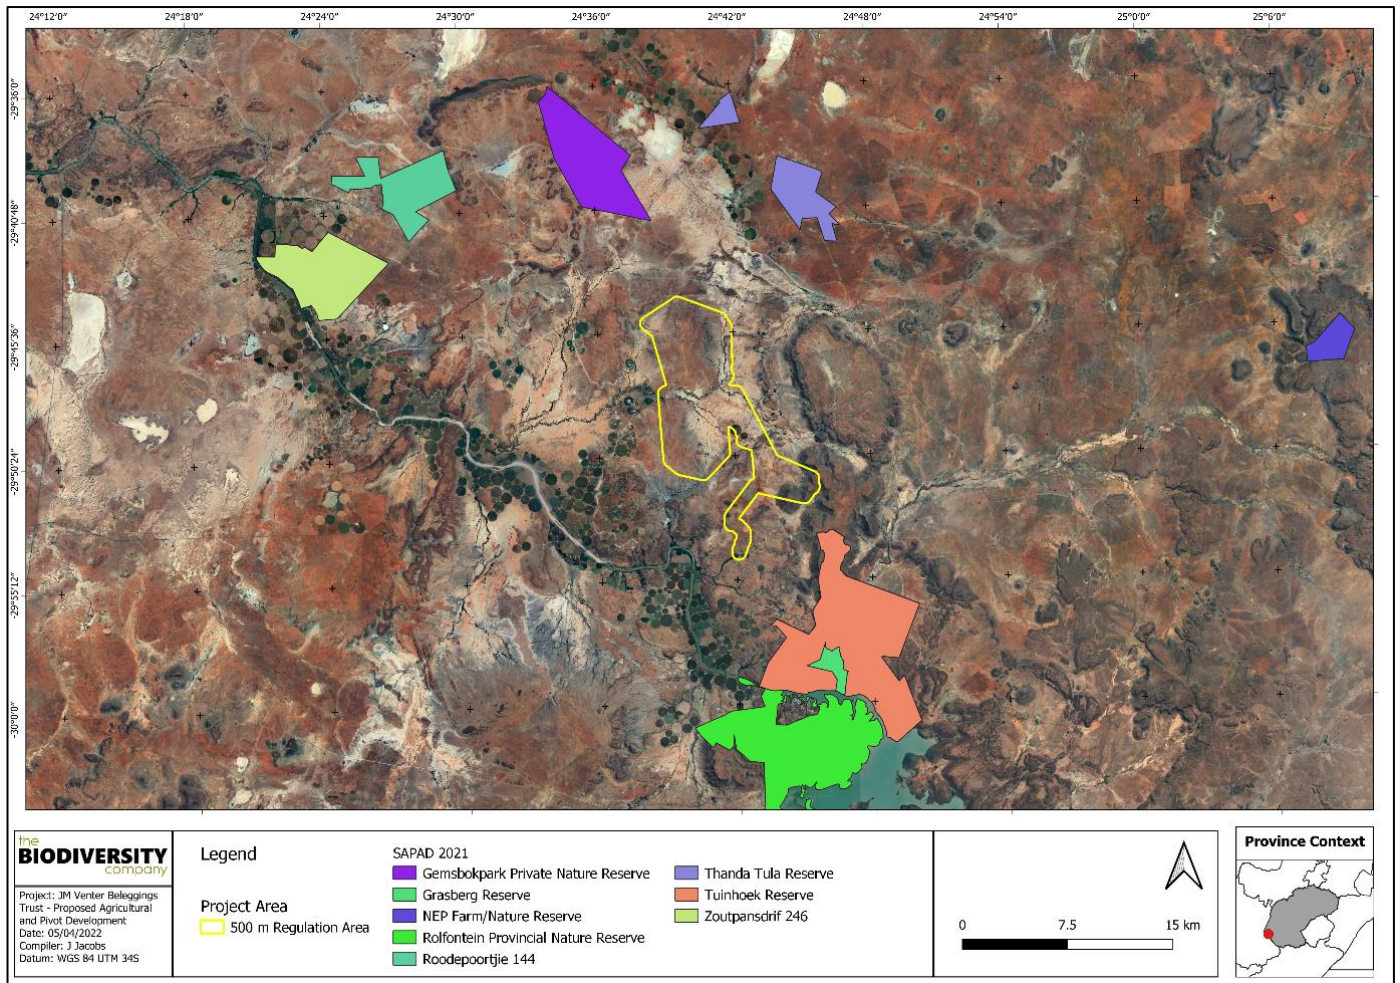 24°12'0" 24°18'0" 24°24'0" 24°30'0" 24°36'0" 24°42'0" 24°48'0" 24°54'0" 25°0'0" 25°6'0"
-29°36'0"
-29°40'48"
-29°45'36"
-29°50'24"
-29°55'12"
-30°0'0"
the
BIODIVERSITY
company
Project: JM Venter Beleggings
Trust - Proposed Agricultural
and Pivot Development
Date: 05/04/2022
Compiler: J Jacobs
Datum: WGS 84 UTM 34S
Legend
Project Area
500 m Regulation Area
SAPAD 2021
Gemsbokpark Private Nature Reserve
Grasberg Reserve
NEP Farm/Nature Reserve
Rolfontein Provincial Nature Reserve
Roodepoortjie 144
Thanda Tula Reserve
Tuinhoek Reserve
Zoutpansdrif 246
0 7.5 15 km
Province Context